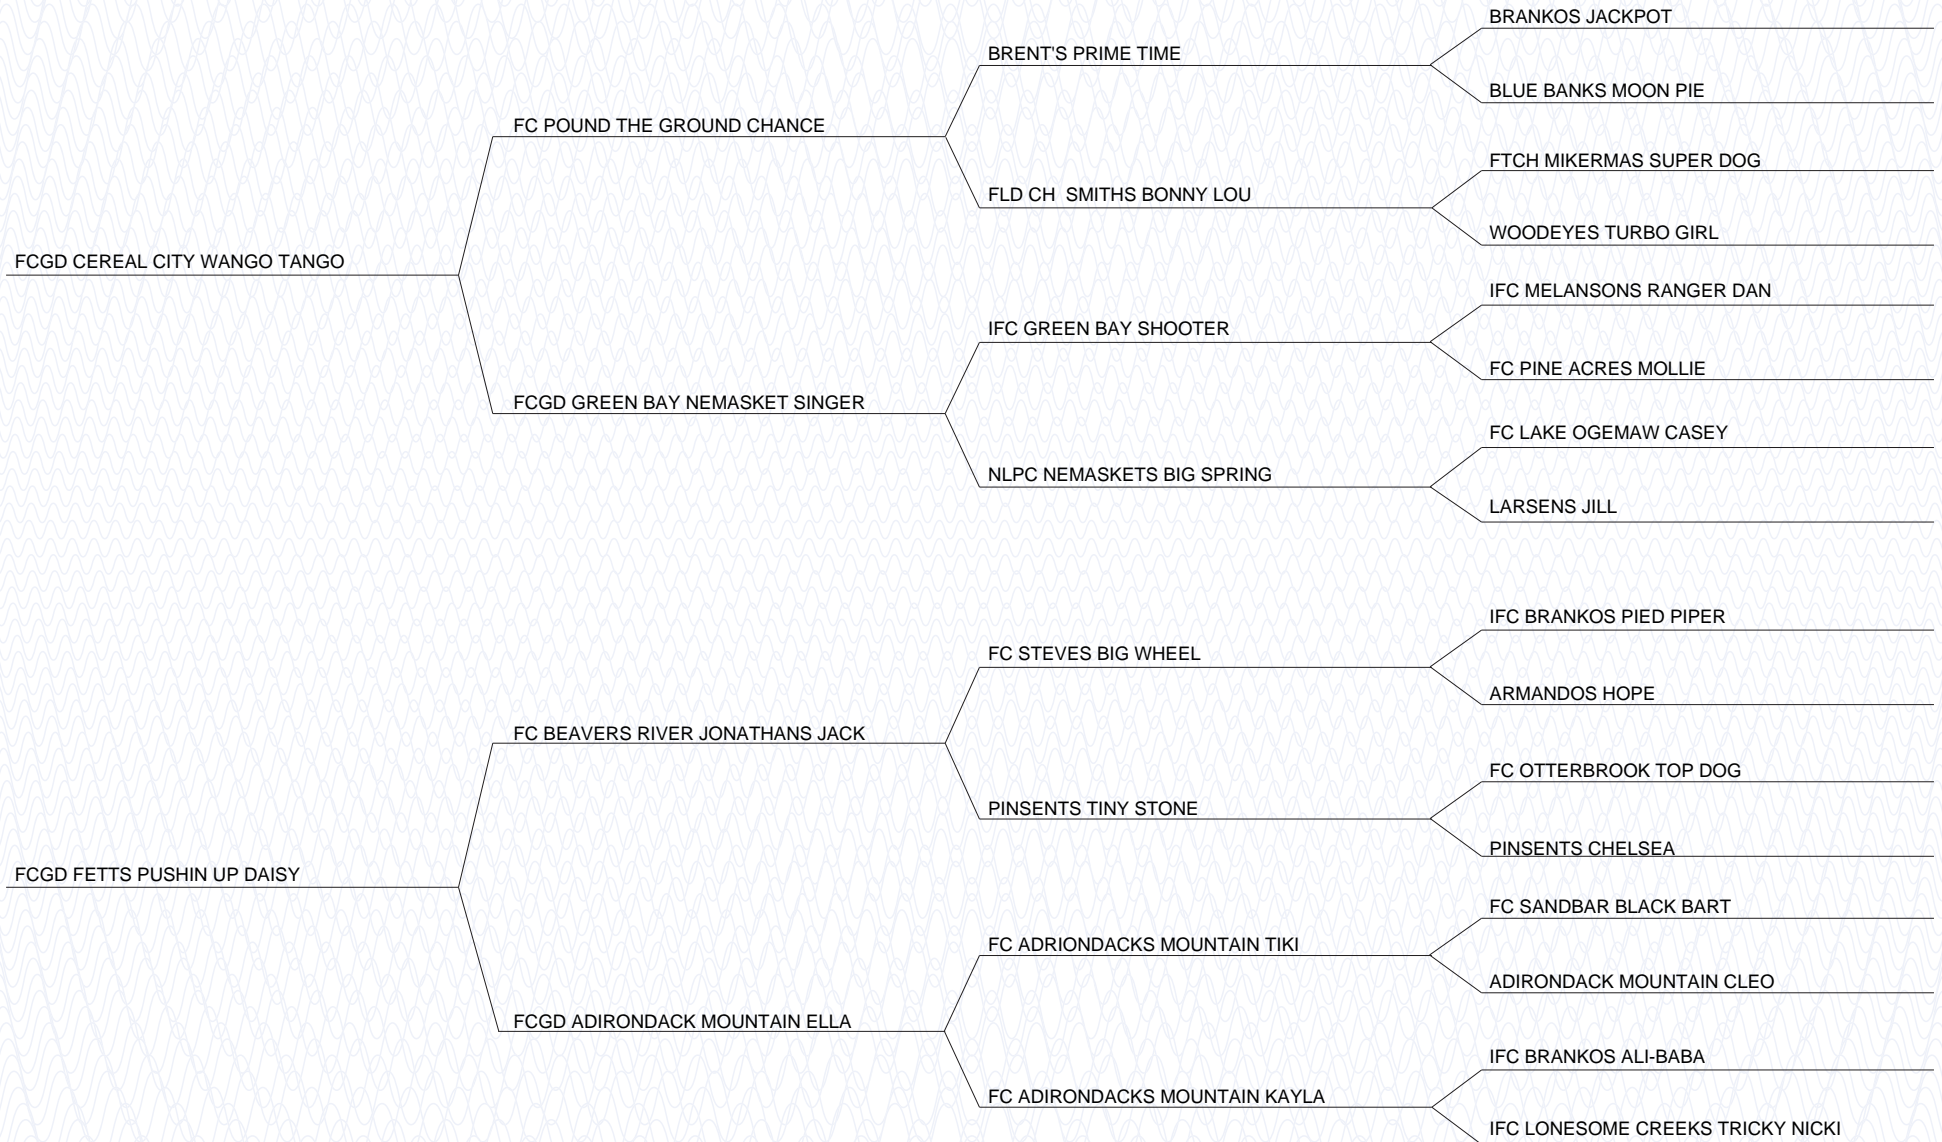 BRANKOS JACKPOT
BRENT'S PRIME TIME
BLUE BANKS MOON PIE
FC POUND THE GROUND CHANCE
FTCH MIKERMAS SUPER DOG
FLD CH  SMITHS BONNY LOU
WOODEYES TURBO GIRL
FCGD CEREAL CITY WANGO TANGO
IFC MELANSONS RANGER DAN
IFC GREEN BAY SHOOTER
FC PINE ACRES MOLLIE
FCGD GREEN BAY NEMASKET SINGER
FC LAKE OGEMAW CASEY
NLPC NEMASKETS BIG SPRING
LARSENS JILL
IFC BRANKOS PIED PIPER
FC STEVES BIG WHEEL
ARMANDOS HOPE
FC BEAVERS RIVER JONATHANS JACK
FC OTTERBROOK TOP DOG
PINSENTS TINY STONE
PINSENTS CHELSEA
FCGD FETTS PUSHIN UP DAISY
FC SANDBAR BLACK BART
FC ADRIONDACKS MOUNTAIN TIKI
ADIRONDACK MOUNTAIN CLEO
FCGD ADIRONDACK MOUNTAIN ELLA
IFC BRANKOS ALI-BABA
FC ADIRONDACKS MOUNTAIN KAYLA
IFC LONESOME CREEKS TRICKY NICKI